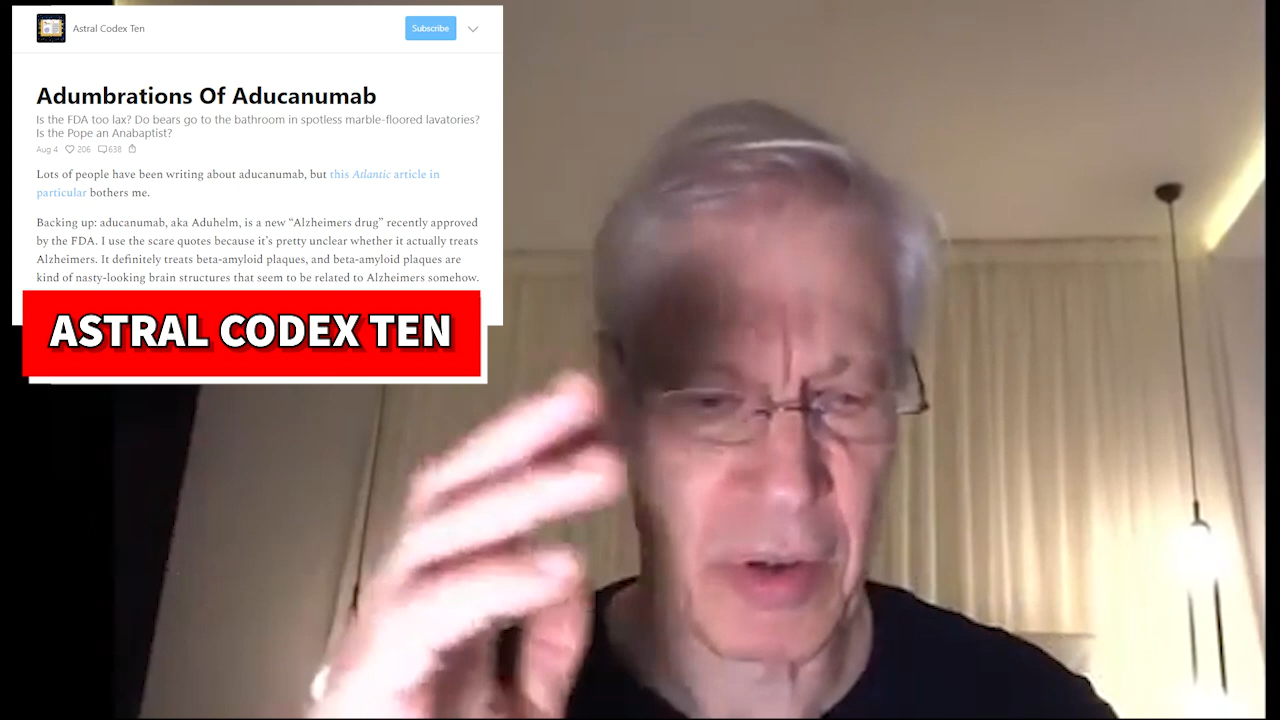 Astral Codex Ten
Subscribe
Adumbrations Of Aducanumab
Is the FDA too lax? Do bears go to the bathroom in spotless marble-floored lavatories?
Is the Pope an Anabaptist?
Aug 4 206 638
Lots of people have been writing about aducanumab, but this Atlantic article in
particular bothers me.
Backing up: aducanumab, aka Aduhelm, is a new “Alzheimers drug” recently approved
by the FDA. I use the scare quotes because it’s pretty unclear whether it actually treats
Alzheimers. It definitely treats beta-amyloid plaques, and beta-amyloid plaques are
kind of nasty-looking brain structures that seem to be related to Alzheimers somehow.
ASTRAL CODEX TEN